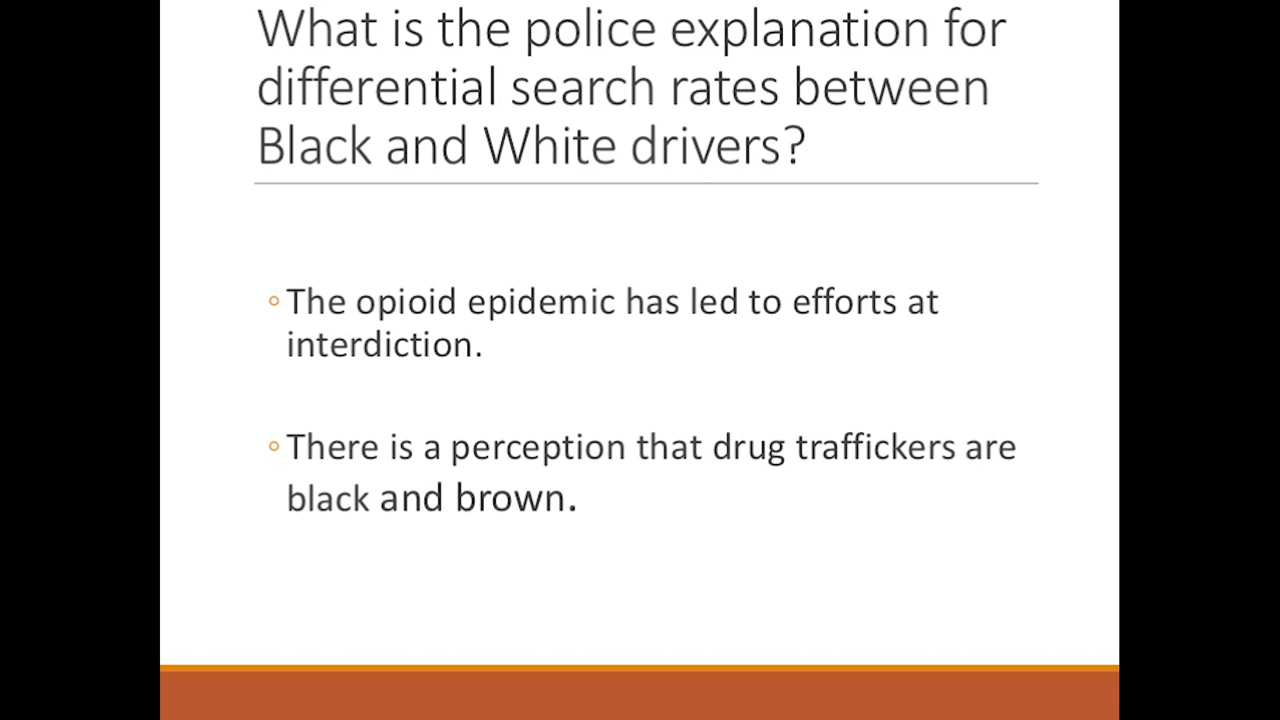 What is the police explanation for
differential search rates between
Black and White drivers?
◦The opioid epidemic has led to efforts at
interdiction.
◦There is a perception that drug traffickers are
black and brown.